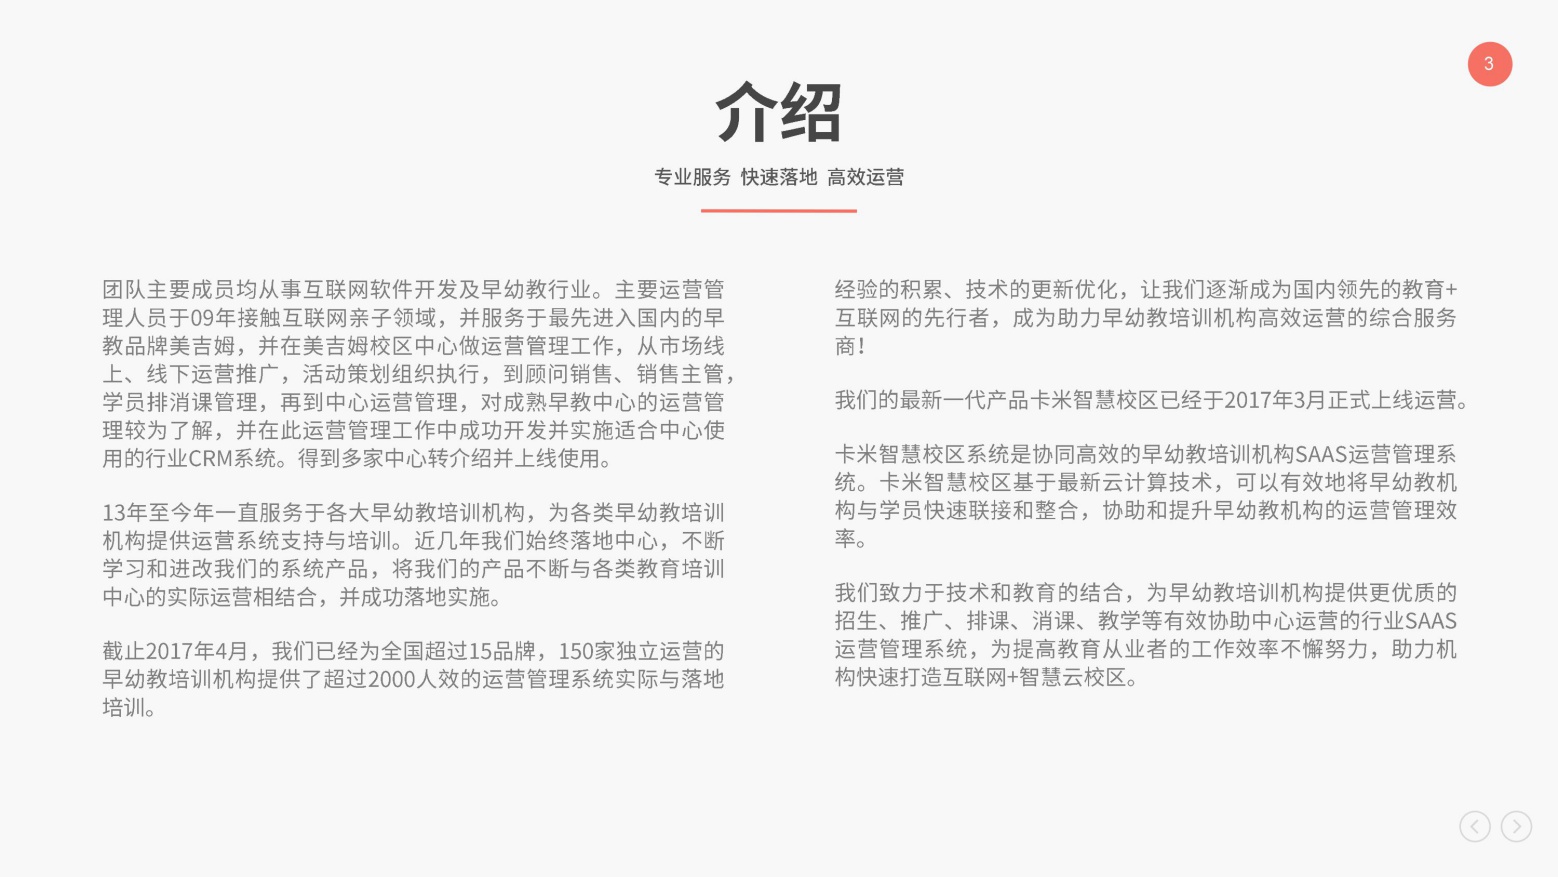 3
介绍
专业服务 快速落地 高效运营
团队主要成员均从事互联网软件开发及早幼教行业。主要运营管
理人员于09年接触互联网亲子领域，并服务于最先进入国内的早
教品牌美吉姆，并在美吉姆校区中心做运营管理工作，从市场线
上、线下运营推广，活动策划组织执行，到顾问销售、销售主管，
学员排消课管理，再到中心运营管理，对成熟早教中心的运营管
理较为了解，并在此运营管理工作中成功开发并实施适合中心使
用的行业CRM系统。得到多家中心转介绍并上线使用。
13年至今年一直服务于各大早幼教培训机构，为各类早幼教培训
机构提供运营系统支持与培训。近几年我们始终落地中心，不断
学习和进改我们的系统产品，将我们的产品不断与各类教育培训
中心的实际运营相结合，并成功落地实施。
截止2017年4月，我们已经为全国超过15品牌，150家独立运营的
早幼教培训机构提供了超过2000人效的运营管理系统实际与落地
培训。
经验的积累、技术的更新优化，让我们逐渐成为国内领先的教育+
互联网的先行者，成为助力早幼教培训机构高效运营的综合服务
商！
我们的最新一代产品卡米智慧校区已经于2017年3月正式上线运营。
卡米智慧校区系统是协同高效的早幼教培训机构SAAS运营管理系
统。卡米智慧校区基于最新云计算技术，可以有效地将早幼教机
构与学员快速联接和整合，协助和提升早幼教机构的运营管理效
率。
我们致力于技术和教育的结合，为早幼教培训机构提供更优质的
招生、推广、排课、消课、教学等有效协助中心运营的行业SAAS
运营管理系统，为提高教育从业者的工作效率不懈努力，助力机
构快速打造互联网+智慧云校区。